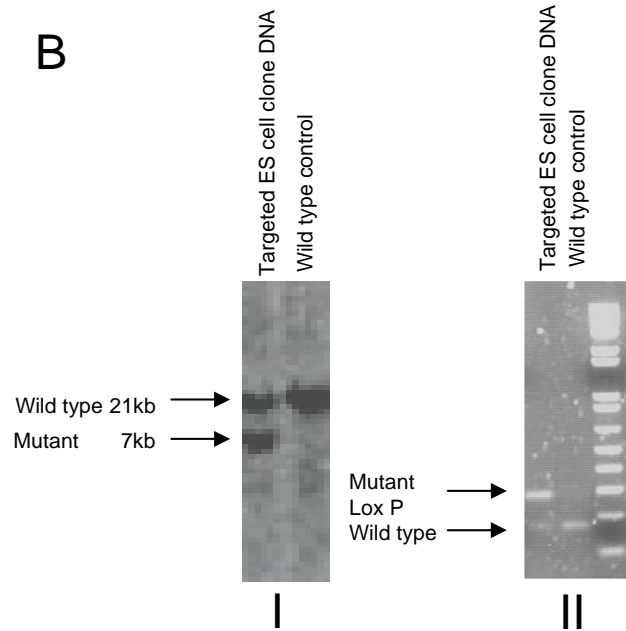 B
Targeted ES cell clone DNA
Wild type control
Targeted ES cell clone DNA
Wild type control
Wild type 21kb
Mutant 7kb
Mutant
Lox P
Wild type
I
II